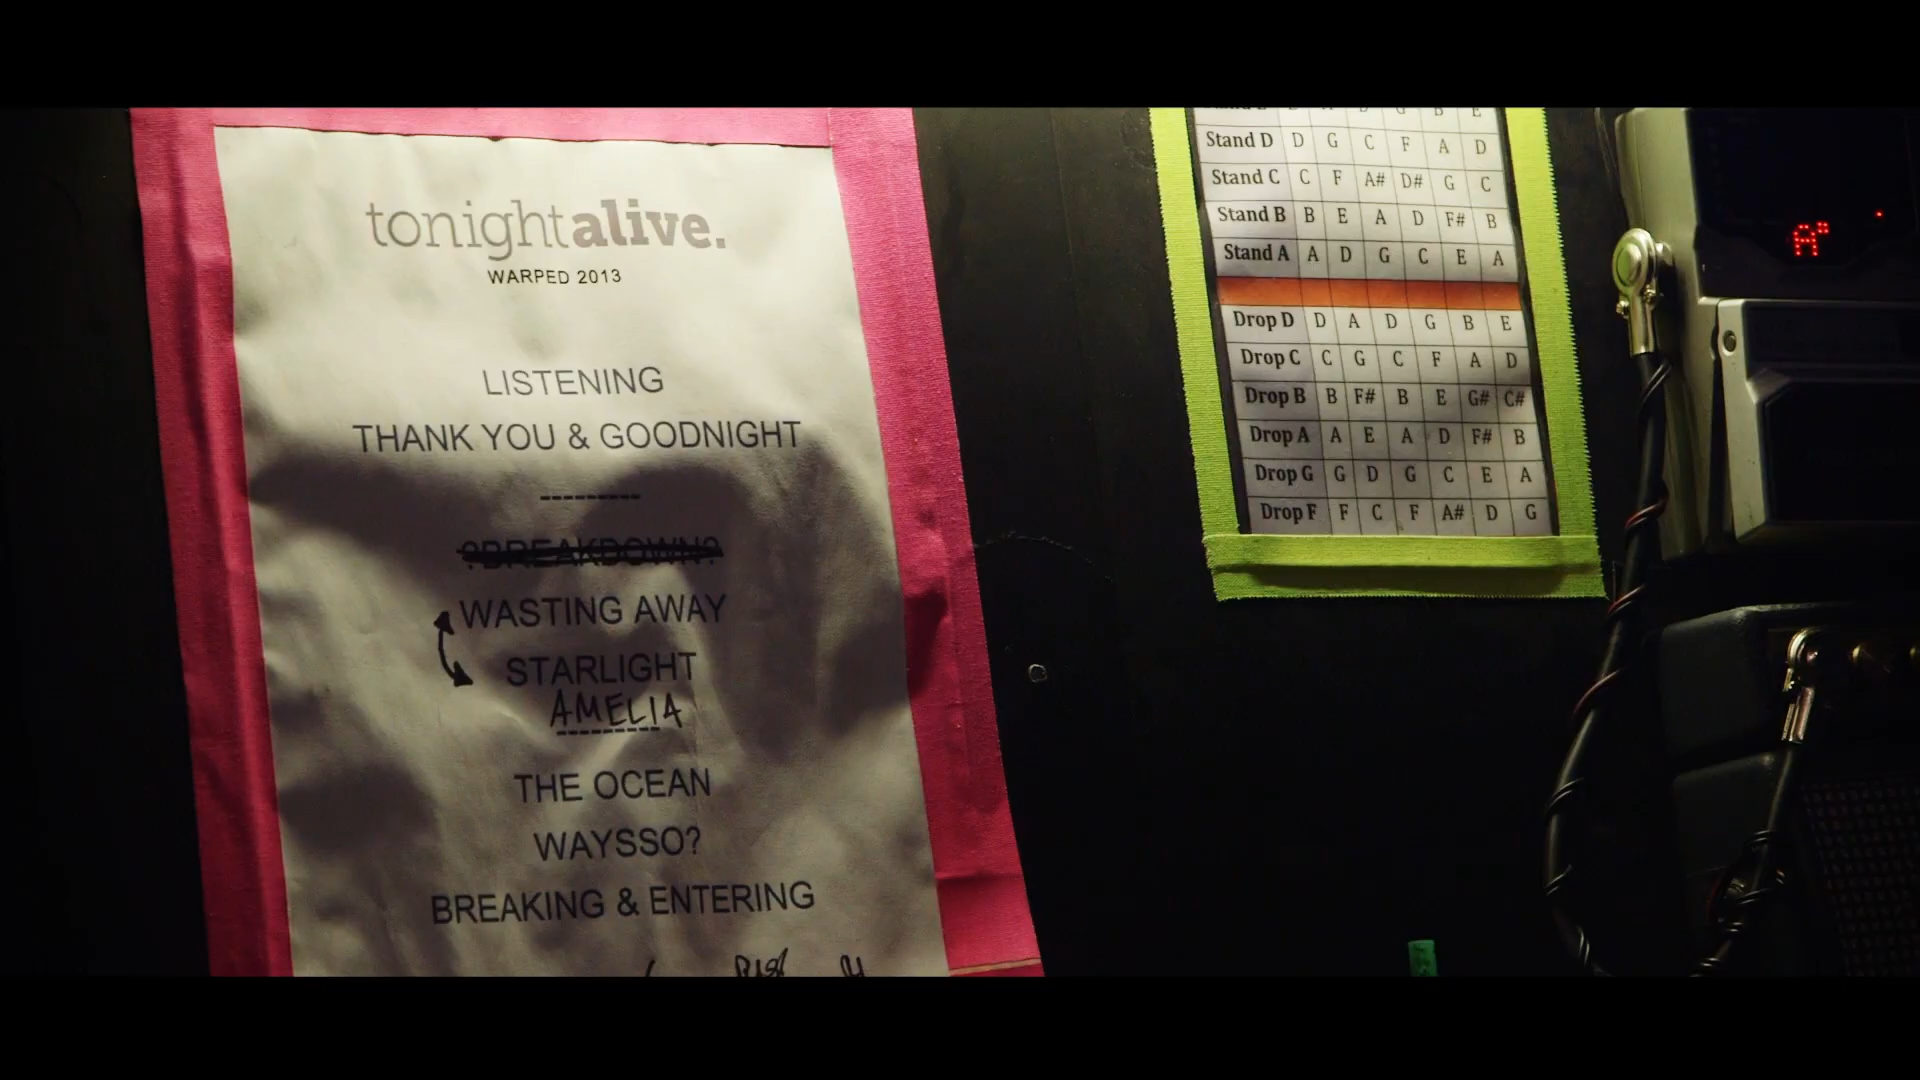 tonightalive.
WARPED 2013
LISTENING
THANK YOU & GOODNIGHT
---------
?BREAKDOWN?
WASTING AWAY
STARLIGHT
AMELIA
---------
THE OCEAN
WAYSSO?
BREAKING & ENTERING
Stand D D G C F A D
Stand C C F A# D# G C
Stand B B E A D F# B
Stand A A D G C E A
Drop D D A D G B E
Drop C C G C F A D
Drop B B F# B E G# C#
Drop A A E A D F# B
Drop G G D G C E A
Drop F F C F A# D G
A